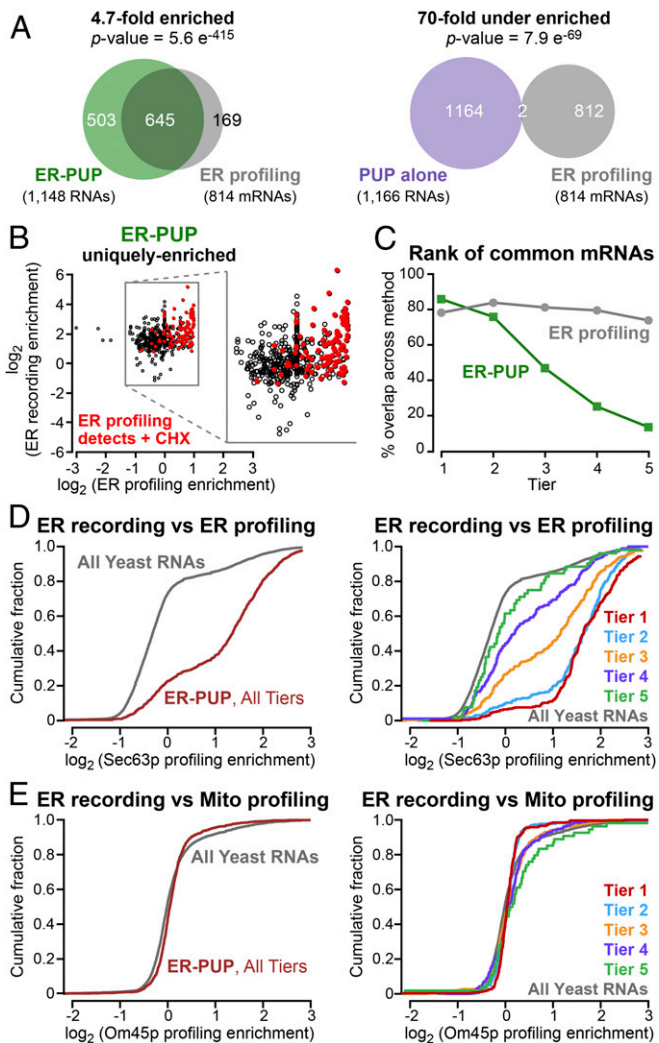 A
4.7-fold enriched
p-value = 5.6 e-415
503
645
169
ER-PUP
(1,148 RNAs)
ER profiling
(814 mRNAs)
70-fold under enriched
p-value = 7.9 e-69
1164
2
812
PUP alone
(1,166 RNAs)
ER profiling
(814 mRNAs)
B
ER-PUP
uniquely-enriched
log2
(ER recording enrichment)
6
4
2
0
-2
-4
-6
ER profiling
detects + CHX
-3
-2
-1
0
1
2
3
log2 (ER profiling enrichment)
C
Rank of common mRNAs
% overlap across method
100
80
60
40
20
0
ER profiling
ER-PUP
1
2
3
4
5
Tier
D
ER recording vs ER profiling
Cumulative fraction
1.0
0.8
0.6
0.4
0.2
0
All Yeast RNAs
ER-PUP, All Tiers
-2
-1
0
1
2
3
log2 (Sec63p profiling enrichment)
ER recording vs ER profiling
Cumulative fraction
1.0
0.8
0.6
0.4
0.2
0
Tier 1
Tier 2
Tier 3
Tier 4
Tier 5
All Yeast RNAs
-2
-1
0
1
2
3
log2 (Sec63p profiling enrichment)
E
ER recording vs Mito profiling
Cumulative fraction
1.0
0.8
0.6
0.4
0.2
0
All Yeast RNAs
ER-PUP, All Tiers
-2
-1
0
1
2
3
log2 (Om45p profiling enrichment)
ER recording vs Mito profiling
Cumulative fraction
1.0
0.8
0.6
0.4
0.2
0
Tier 1
Tier 2
Tier 3
Tier 4
Tier 5
All Yeast RNAs
-2
-1
0
1
2
3
log2 (Om45p profiling enrichment)